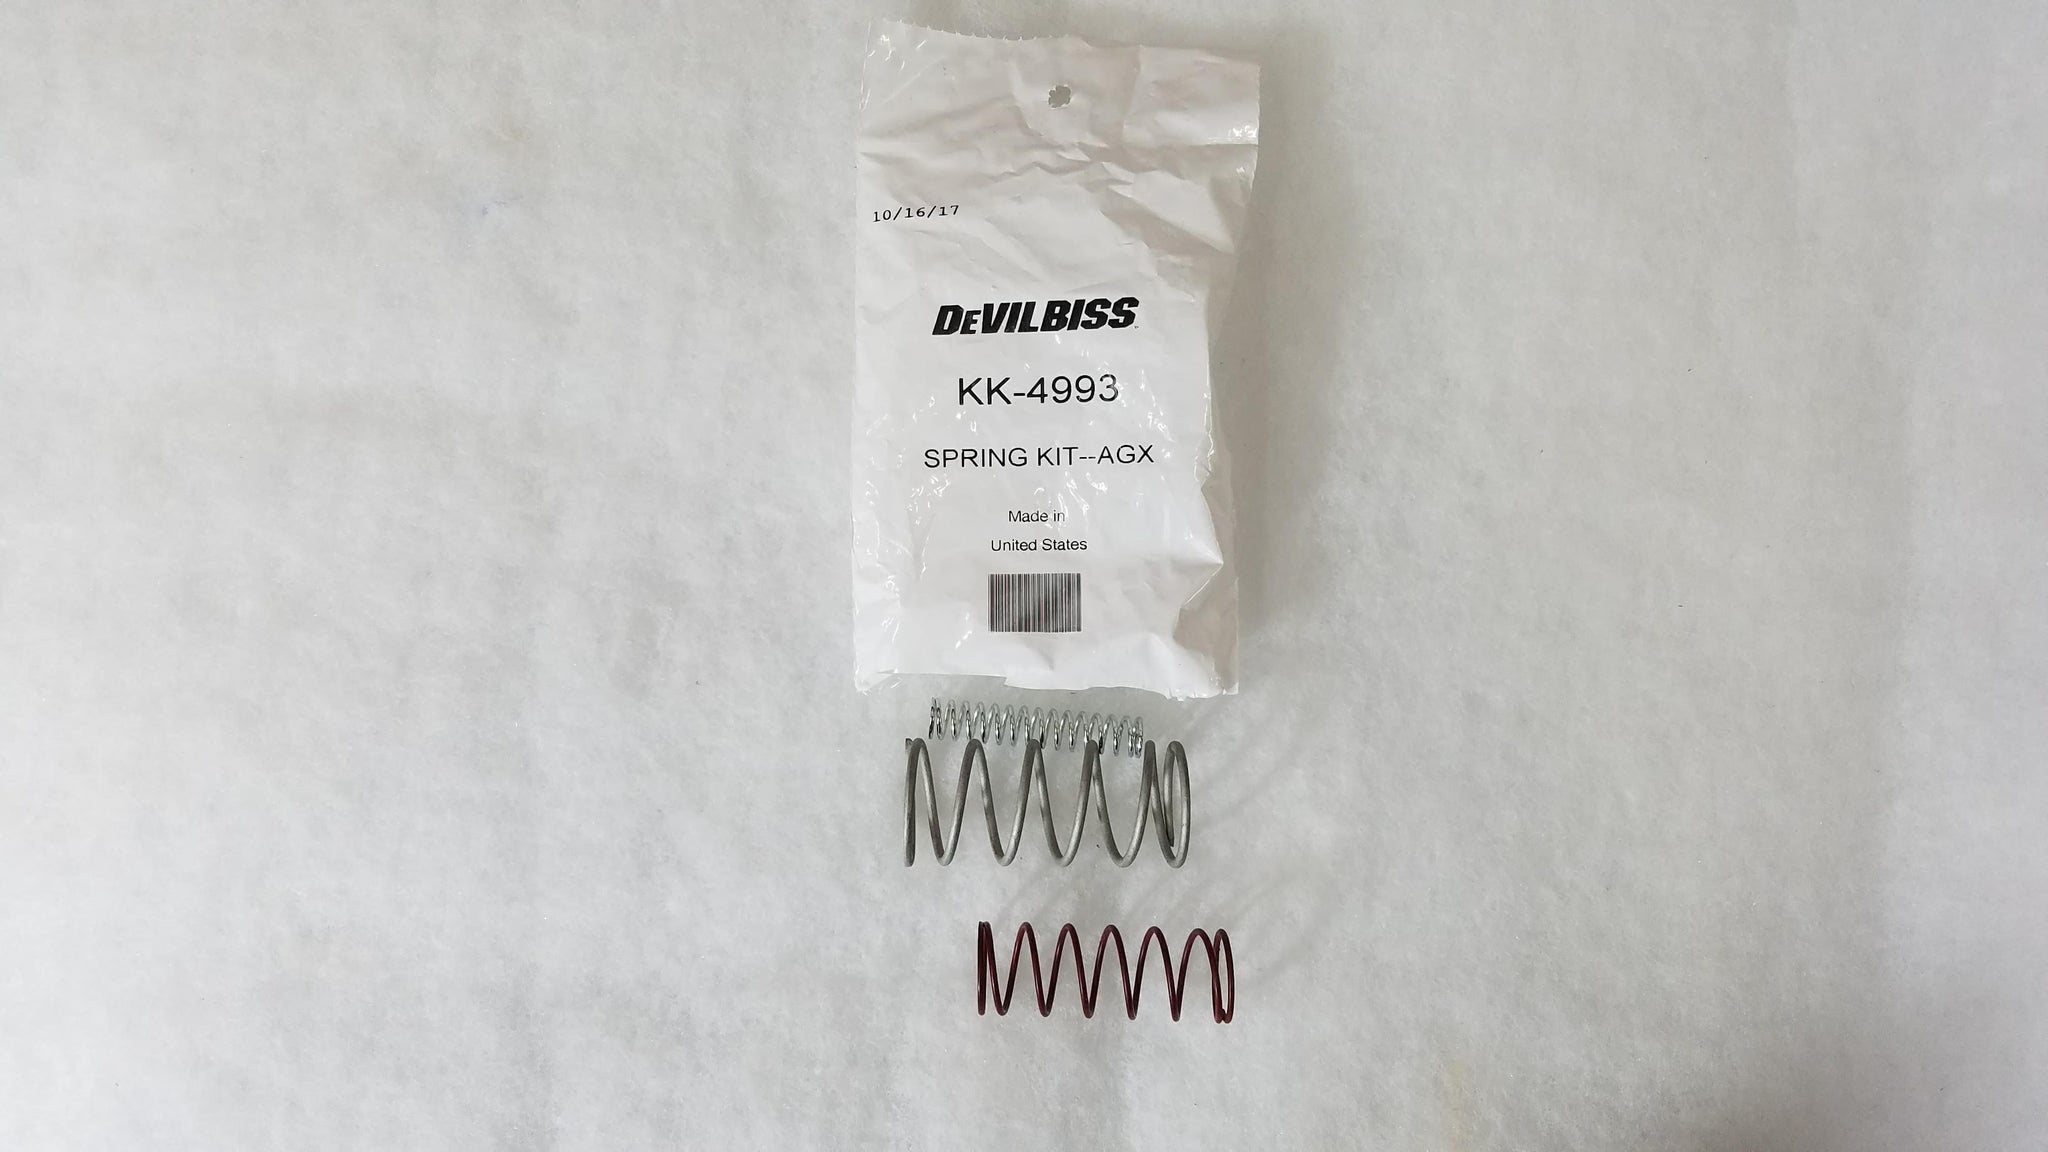 10/16/17
DEVILBISS
KK-4993
SPRING KIT--AGX
Made in
United States